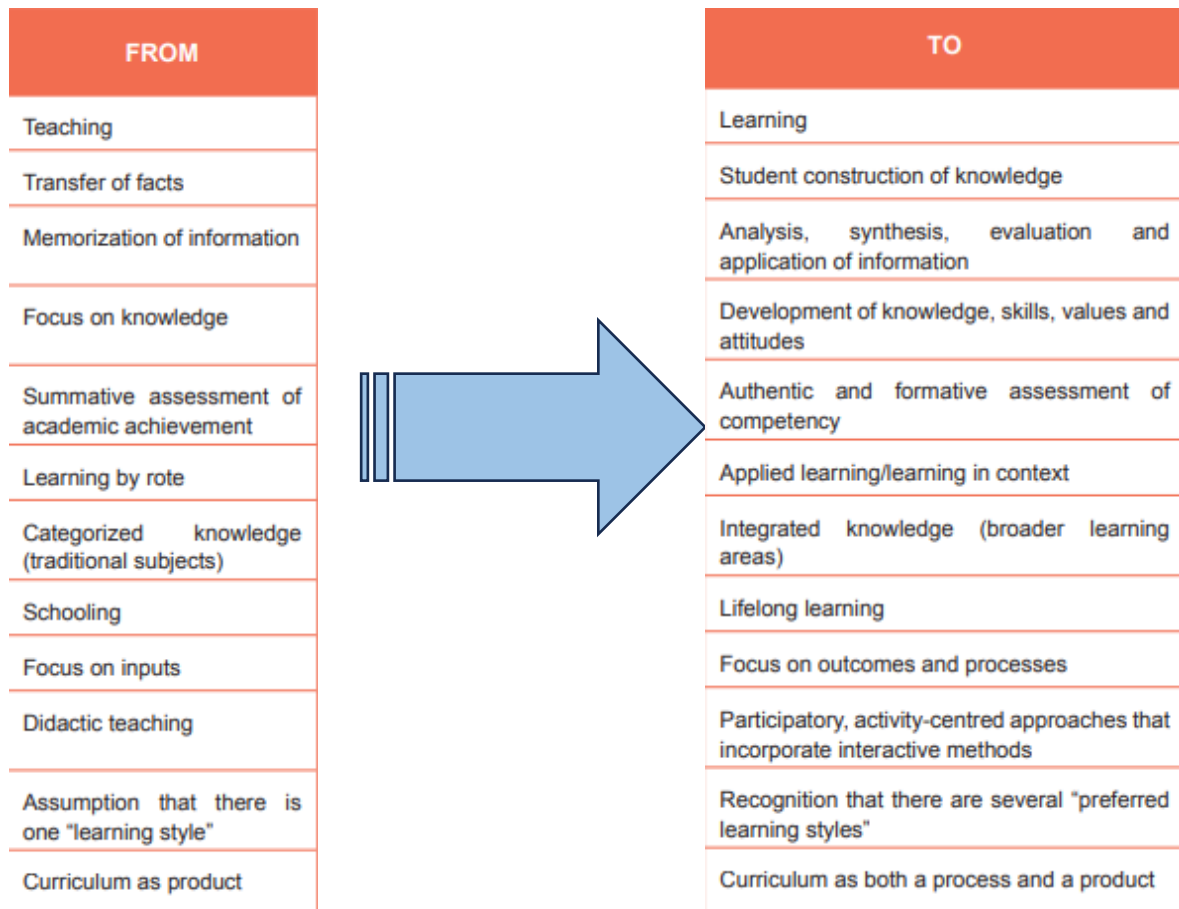 FROM
Teaching
Transfer of facts
Memorization of information
Focus on knowledge
Summative assessment of
academic achievement
Learning by rote
Categorized knowledge
(traditional subjects)
Schooling
Focus on inputs
Didactic teaching
Assumption that there is
one “learning style”
Curriculum as product
TO
Learning
Student construction of knowledge
Analysis, synthesis, evaluation and
application of information
Development of knowledge, skills, values and
attitudes
Authentic and formative assessment of
competency
Applied learning/learning in context
Integrated knowledge (broader learning
areas)
Lifelong learning
Focus on outcomes and processes
Participatory, activity-centred approaches that
incorporate interactive methods
Recognition that there are several “preferred
learning styles”
Curriculum as both a process and a product